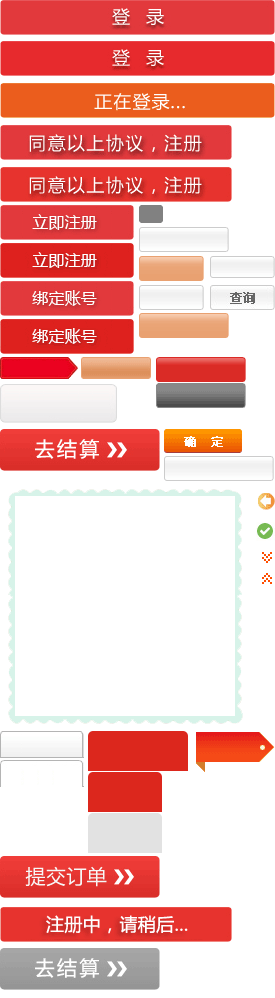 登 录
登 录
正在登录...
同意以上协议，注册
同意以上协议，注册
立即注册
立即注册
绑定账号
查询
绑定账号
去结算
确 定
提交订单
注册中，请稍后...
去结算